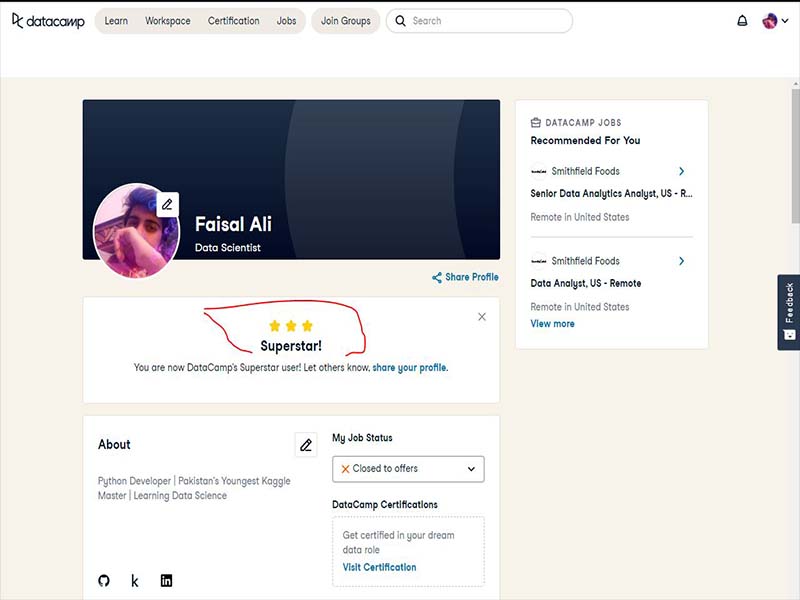 datacamp
Learn Workspace Certification Jobs Join Groups Search
DATACAMP JOBS
Recommended For You
Smithfield Foods
Senior Data Analytics Analyst, US - R...
Remote in United States
Smithfield Foods
Data Analyst, US - Remote
Remote in United States
View more
Feedback
Faisal Ali
Data Scientist
Share Profile
Superstar!
You are now DataCamp's Superstar user! Let others know, share your profile.
About
Python Developer | Pakistan's Youngest Kaggle
Master | Learning Data Science
k
in
My Job Status
Closed to offers
DataCamp Certifications
Get certified in your dream
data role
Visit Certification